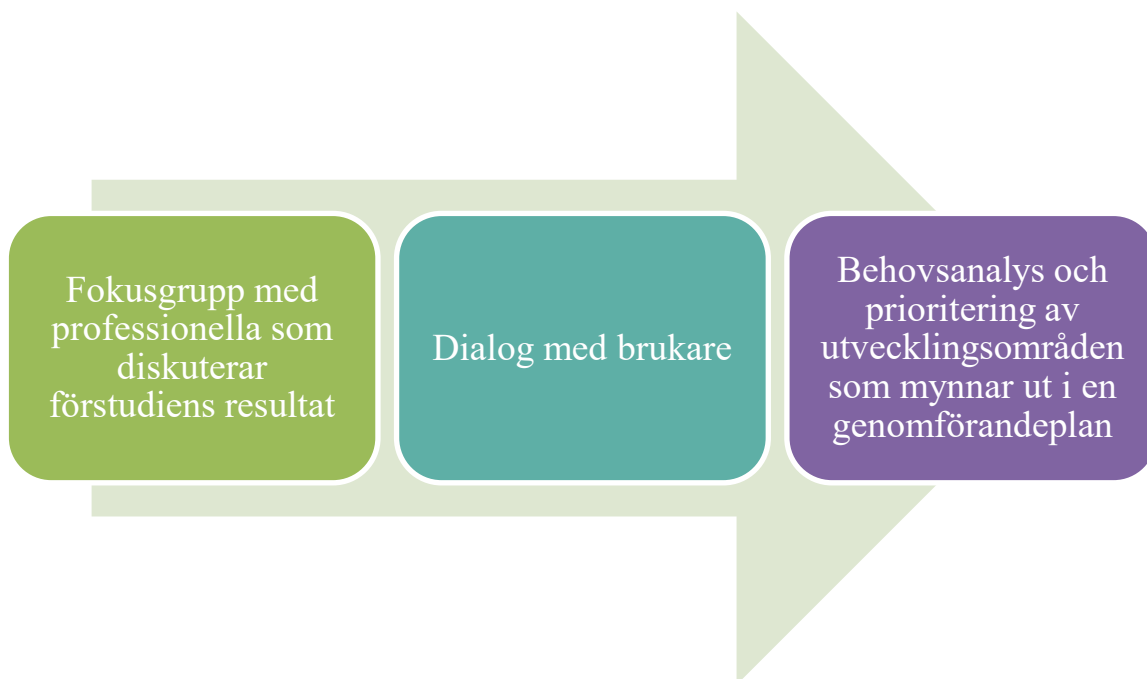 Fokusgrupp med
professionella som
diskuterar
förstudiens resultat
Dialog med brukare
Behovsanalys och
prioritering av
utvecklingsområden
som mynnar ut i en
genomförandeplan